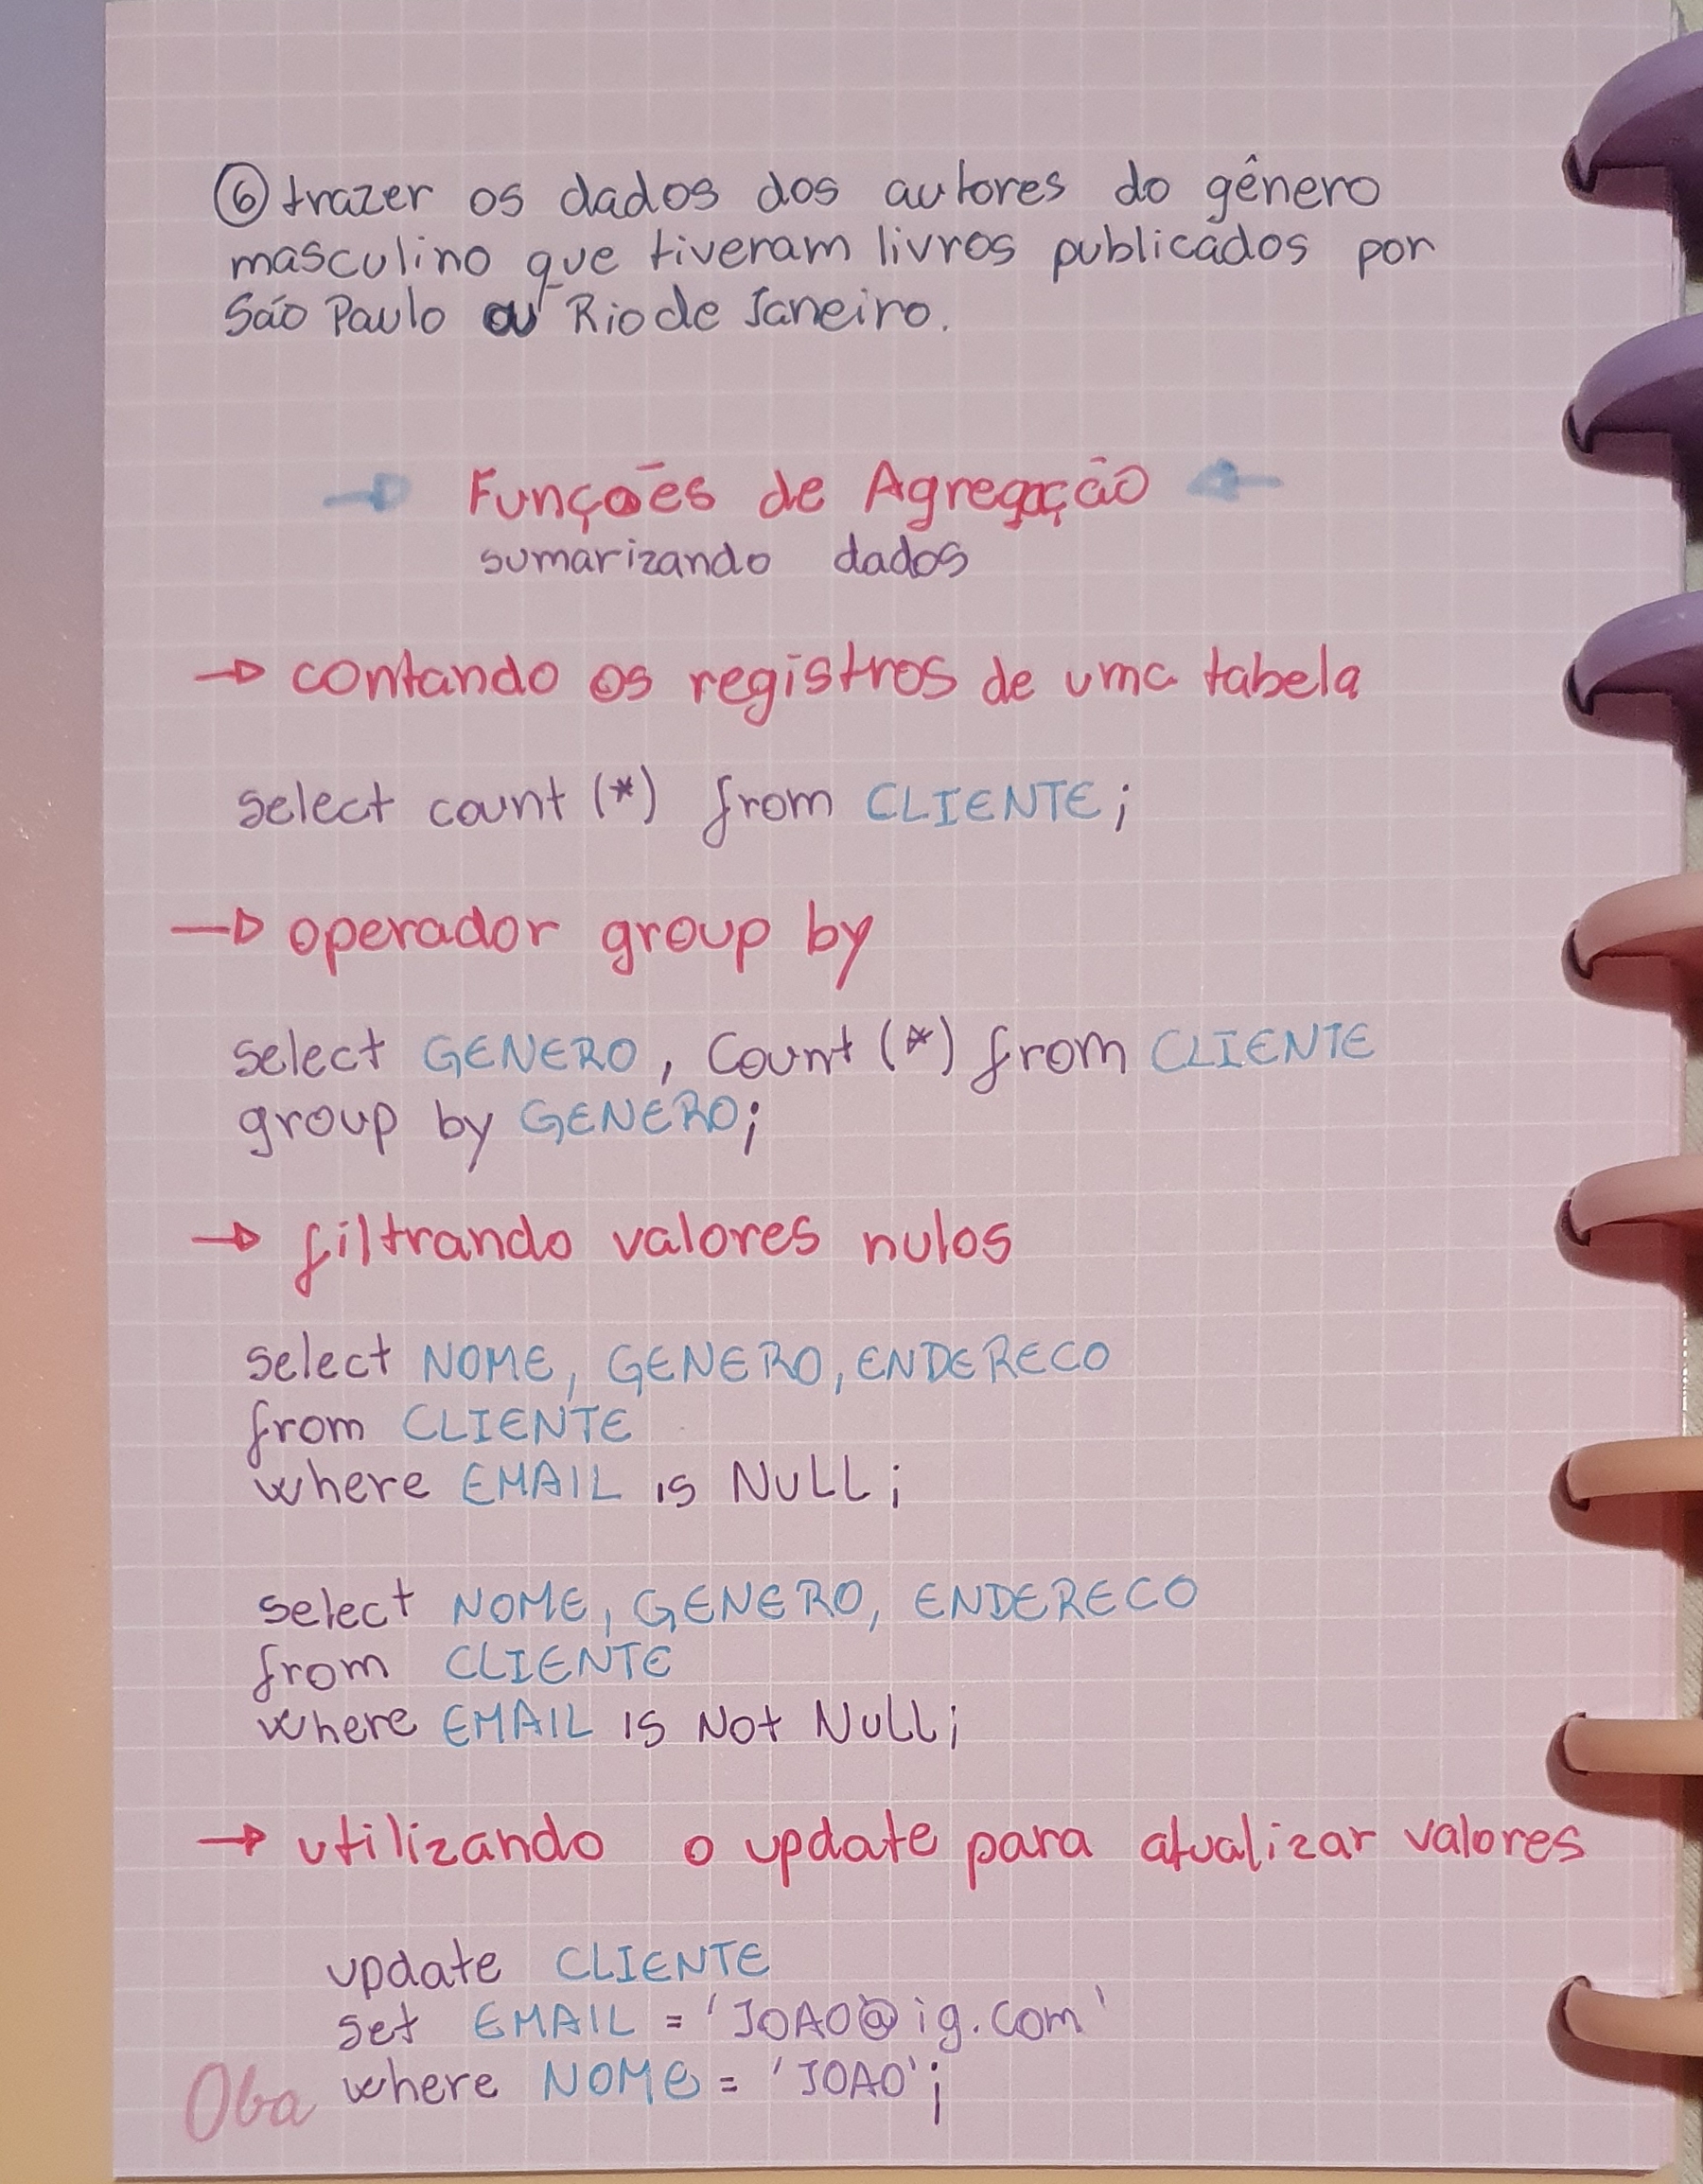 ⑥ trazer os dados dos autores do gênero
masculino que tiveram livros publicados por
São Paulo ou Rio de Janeiro.
Funções de Agregação
sumarizando dados
→ contando os registros de uma tabela
select count (*) from CLIENTE;
→ operador group by
select GENERO, Count (*) from CLIENTE
group by GENERO;
→ filtrando valores nulos
select NOME, GENERO, ENDERECO
from CLIENTE
where EMAIL is NULL;
select NOME, GENERO, ENDERECO
from CLIENTE
where EMAIL is Not NULL;
→ utilizando o update para atualizar valores
update CLIENTE
set EMAIL = 'JOAO@ig.com'
where NOME = 'JOAO';
Oba